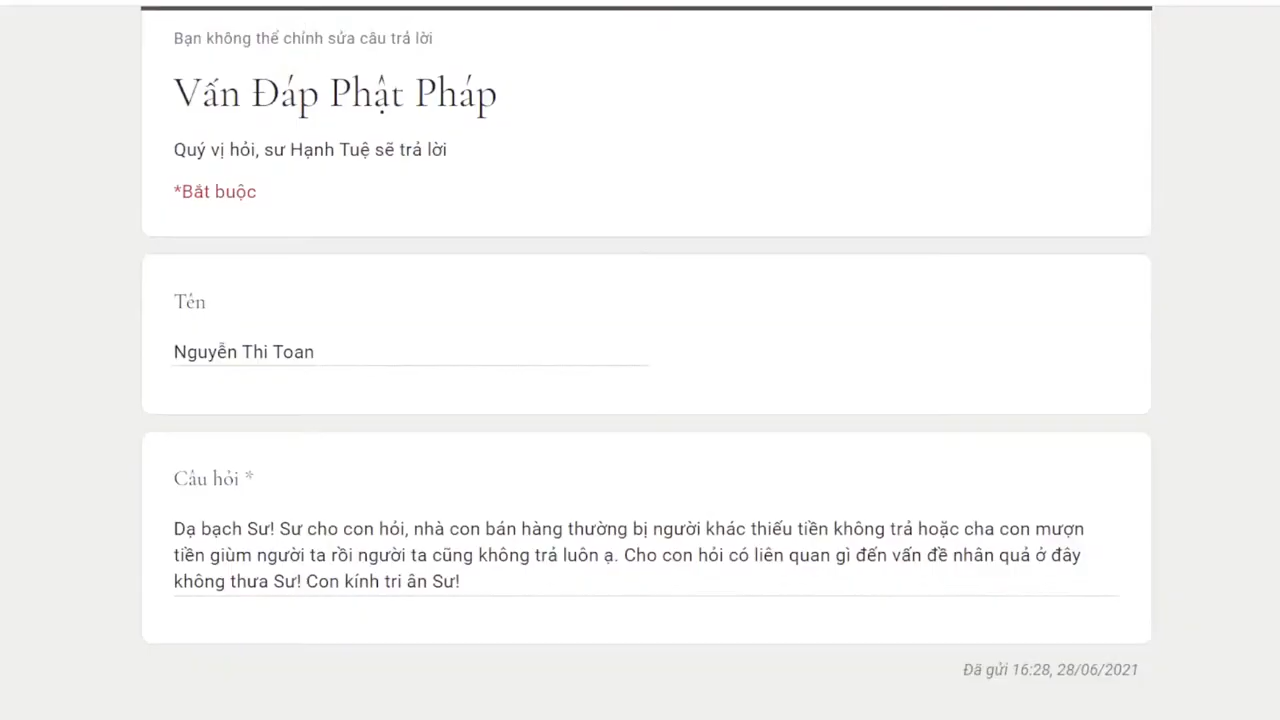 Bạn không thể chỉnh sửa câu trả lời
Vấn Đáp Phật Pháp
Quý vị hỏi, sư Hạnh Tuệ sẽ trả lời
*Bắt buộc
Tên
Nguyễn Thi Toan
Câu hỏi *
Dạ bạch Sư! Sư cho con hỏi, nhà con bán hàng thường bị người khác thiếu tiền không trả hoặc cha con mượn
tiền giùm người ta rồi người ta cũng không trả luôn ạ. Cho con hỏi có liên quan gì đến vấn đề nhân quả ở đây
không thưa Sư! Con kính tri ân Sư!
Đã gửi 16:28, 28/06/2021